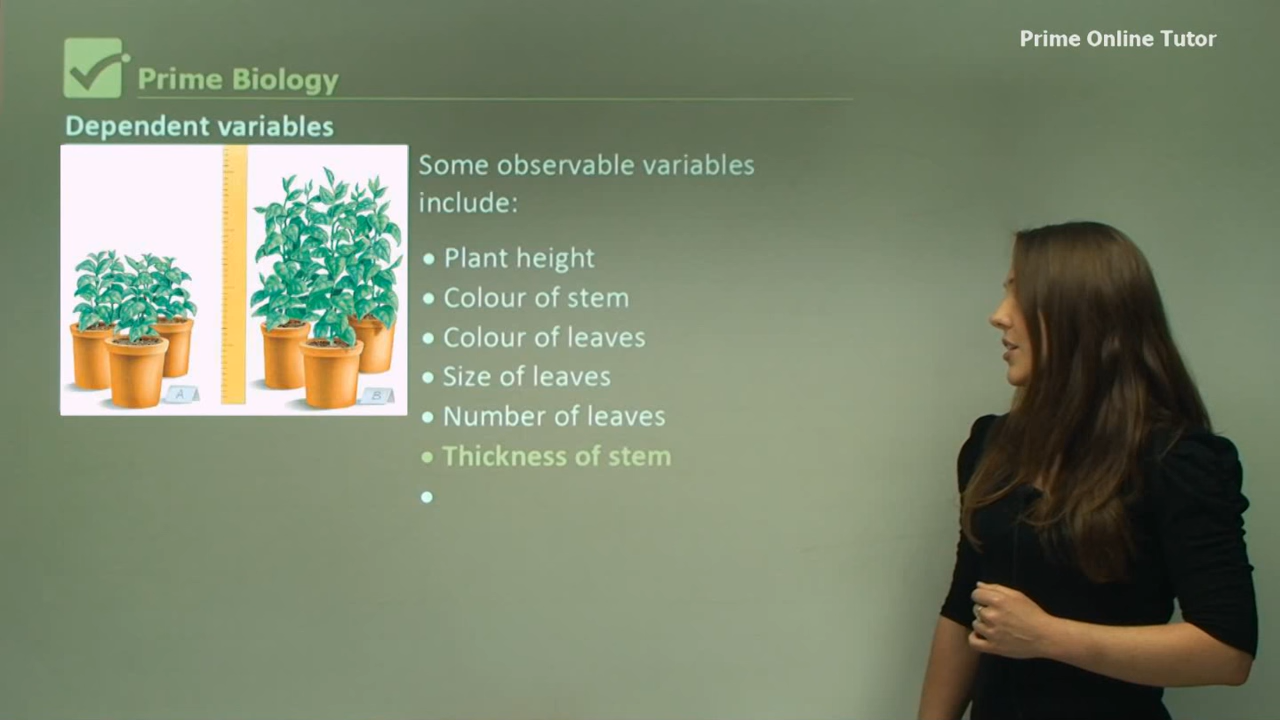 Prime Online Tutor
Prime Biology
Dependent variables
Some observable variables
include:
• Plant height
• Colour of stem
• Colour of leaves
• Size of leaves
• Number of leaves
• Thickness of stem
•
A
B